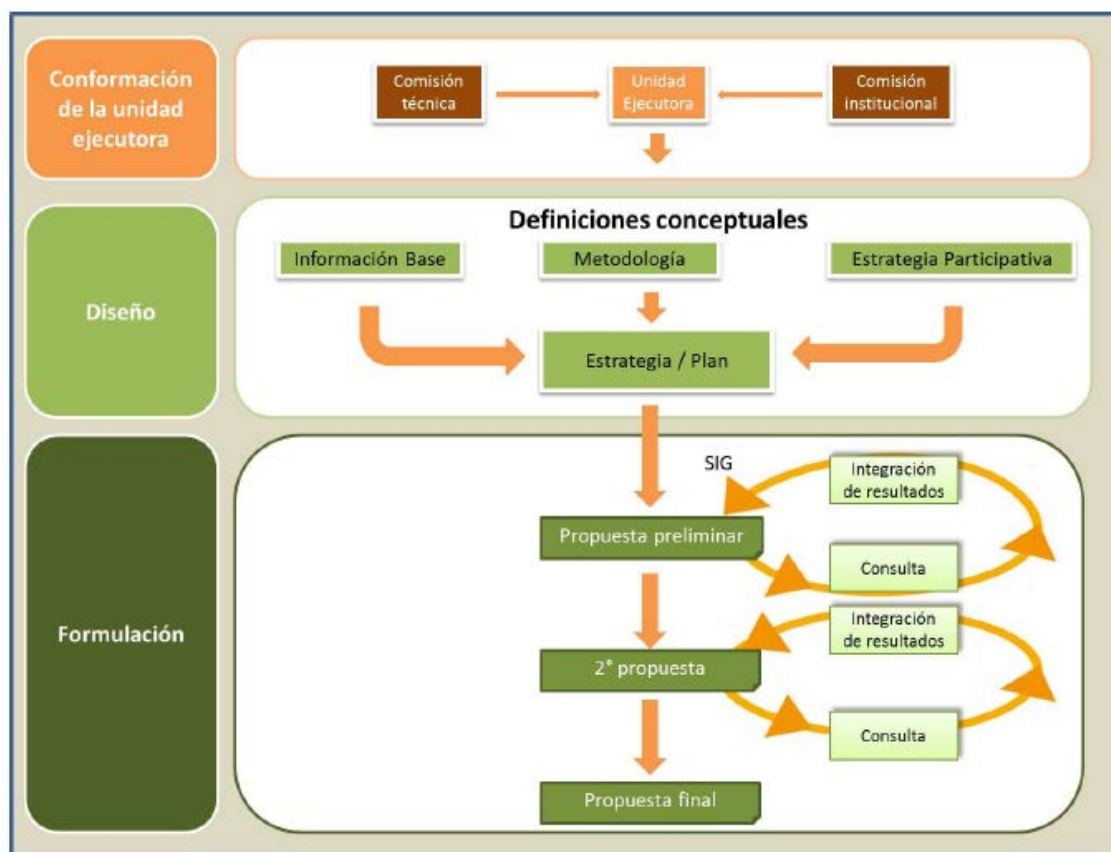 Conformación
de la unidad
ejecutora
Comisión
técnica
Unidad
Ejecutora
Comisión
institucional
Diseño
Definiciones conceptuales
Información Base
Metodología
Estrategia Participativa
Estrategia / Plan
Formulación
SIG
Integración
de resultados
Propuesta preliminar
Consulta
Integración
de resultados
2° propuesta
Consulta
Propuesta final